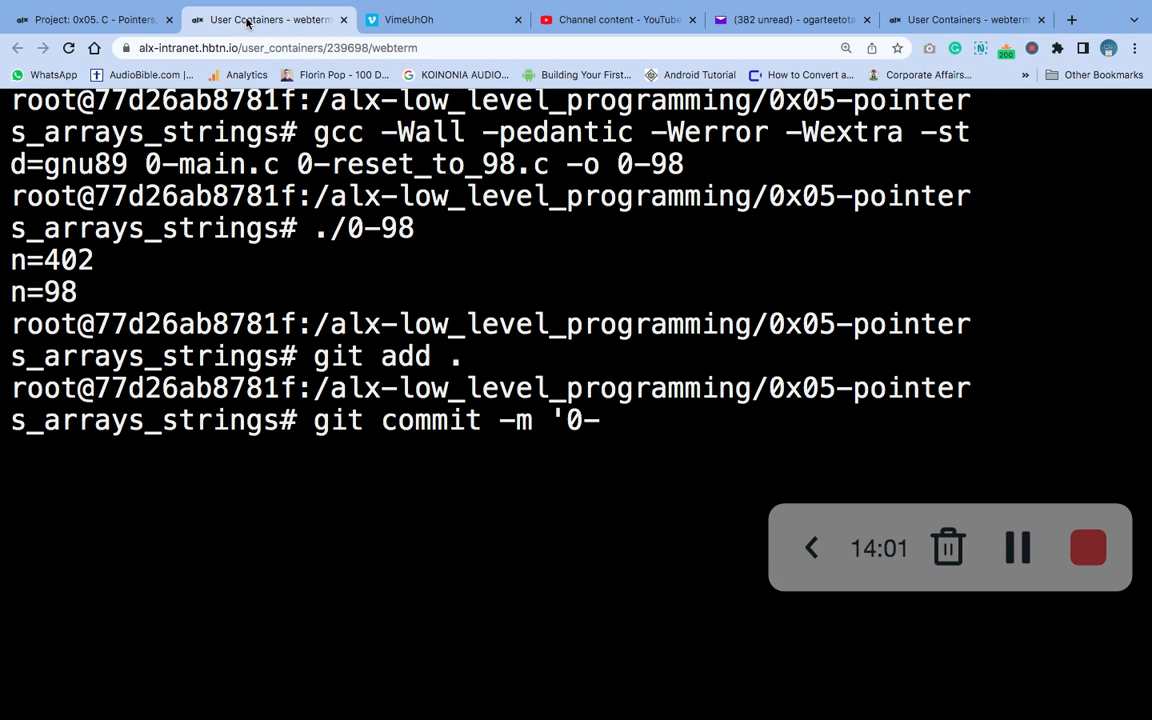 Project: 0x05. C - Pointers,
User Containers - webterm
VimeUhOh
Channel content - YouTube
(382 unread) - ogarteetota
User Containers - webterm
alx-intranet.hbtn.io/user_containers/239698/webterm
200
WhatsApp
AudioBible.com |...
Analytics
Florin Pop - 100 D...
KOINONIA AUDIO...
Building Your First...
Android Tutorial
How to Convert a...
Corporate Affairs...
»
Other Bookmarks
root@77d26ab8781f:/alx-low_level_programming/0x05-pointer
s_arrays_strings# gcc -Wall -pedantic -Werror -Wextra -st
d=gnu89 0-main.c 0-reset_to_98.c -o 0-98
root@77d26ab8781f:/alx-low_level_programming/0x05-pointer
s_arrays_strings# ./0-98
n=402
n=98
root@77d26ab8781f:/alx-low_level_programming/0x05-pointer
s_arrays_strings# git add .
root@77d26ab8781f:/alx-low_level_programming/0x05-pointer
s_arrays_strings# git commit -m '0-
14:01